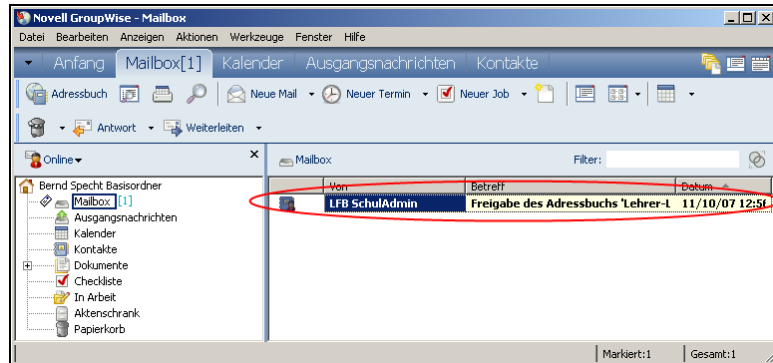 Novell GroupWise - Mailbox
Datei Bearbeiten Anzeigen Aktionen Werkzeuge Fenster Hilfe
Anfang Mailbox[1] Kalender Ausgangsnachrichten Kontakte
Adressbuch Neue Mail Neuer Termin Neuer Job
Antwort Weiterleiten
Online Mailbox Filter:
Bernd Specht Basisordner
Mailbox [1]
Ausgangsnachrichten
Kalender
Kontakte
Dokumente
Checkliste
In Arbeit
Aktenschrank
Papierkorb
Von Betreff Datum
LFB SchulAdmin Freigabe des Adressbuchs 'Lehrer-L 11/10/07 12:56
Markiert:1 Gesamt:1